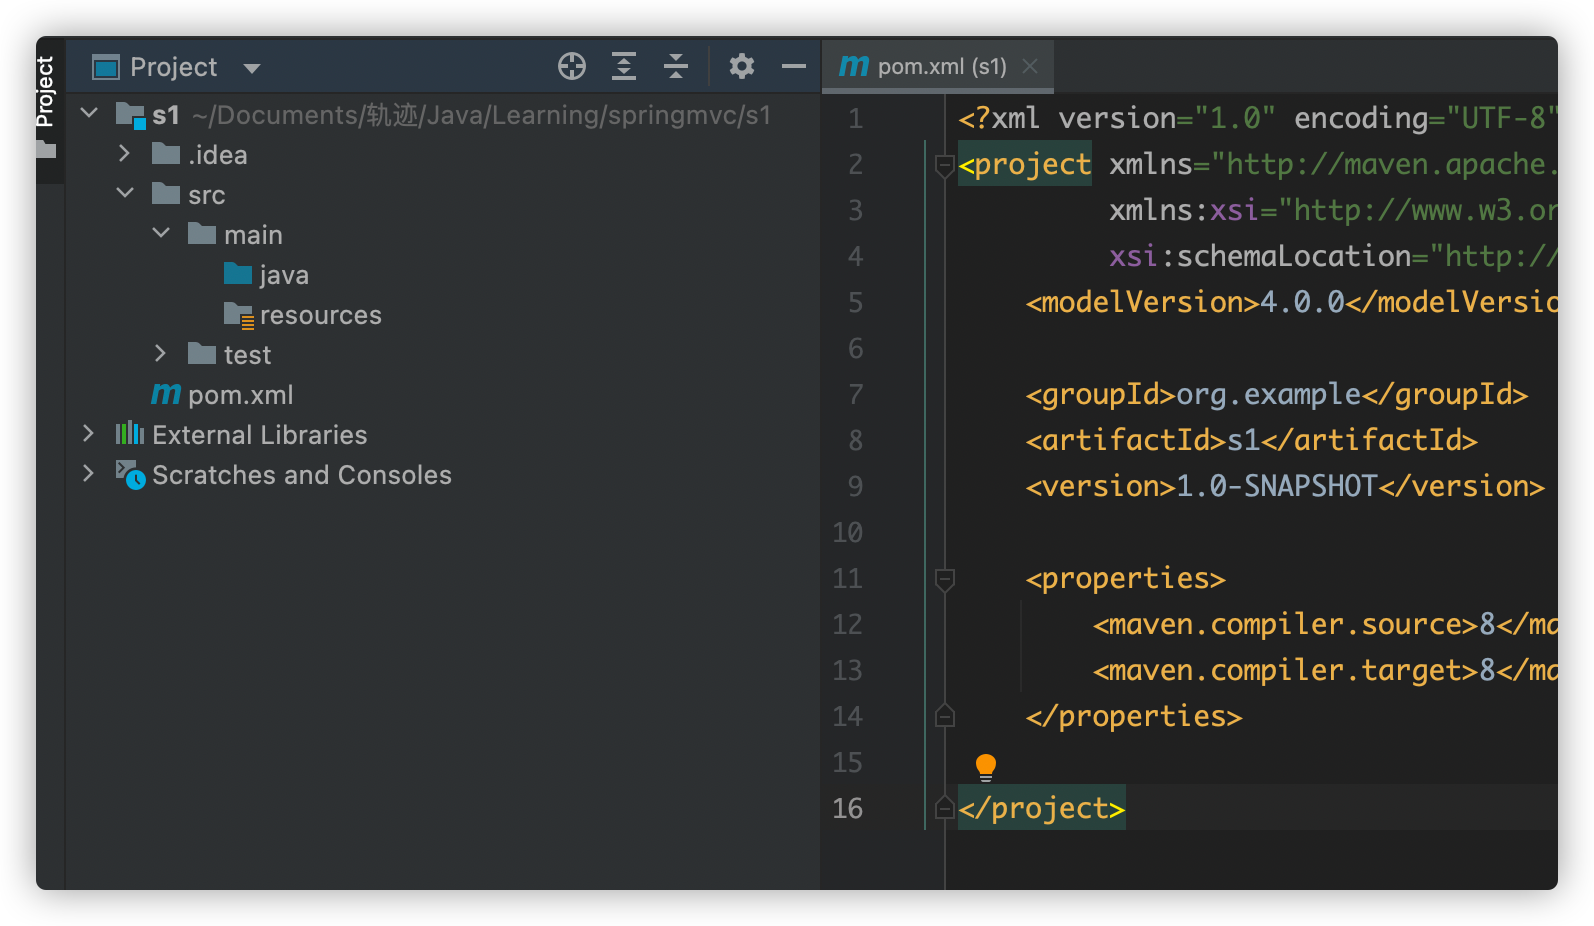 Project
Project
s1 ~/Documents/轨迹/Java/Learning/springmvc/s1
.idea
src
main
java
resources
test
m pom.xml
External Libraries
Scratches and Consoles
m pom.xml (s1)
1 <?xml version="1.0" encoding="UTF-8"
2 <project xmlns="http://maven.apache.
3 xmlns:xsi="http://www.w3.or
4 xsi:schemaLocation="http://
5 <modelVersion>4.0.0</modelVersio
6
7 <groupId>org.example</groupId>
8 <artifactId>s1</artifactId>
9 <version>1.0-SNAPSHOT</version>
10
11 <properties>
12 <maven.compiler.source>8</ma
13 <maven.compiler.target>8</ma
14 </properties>
15
16 </project>